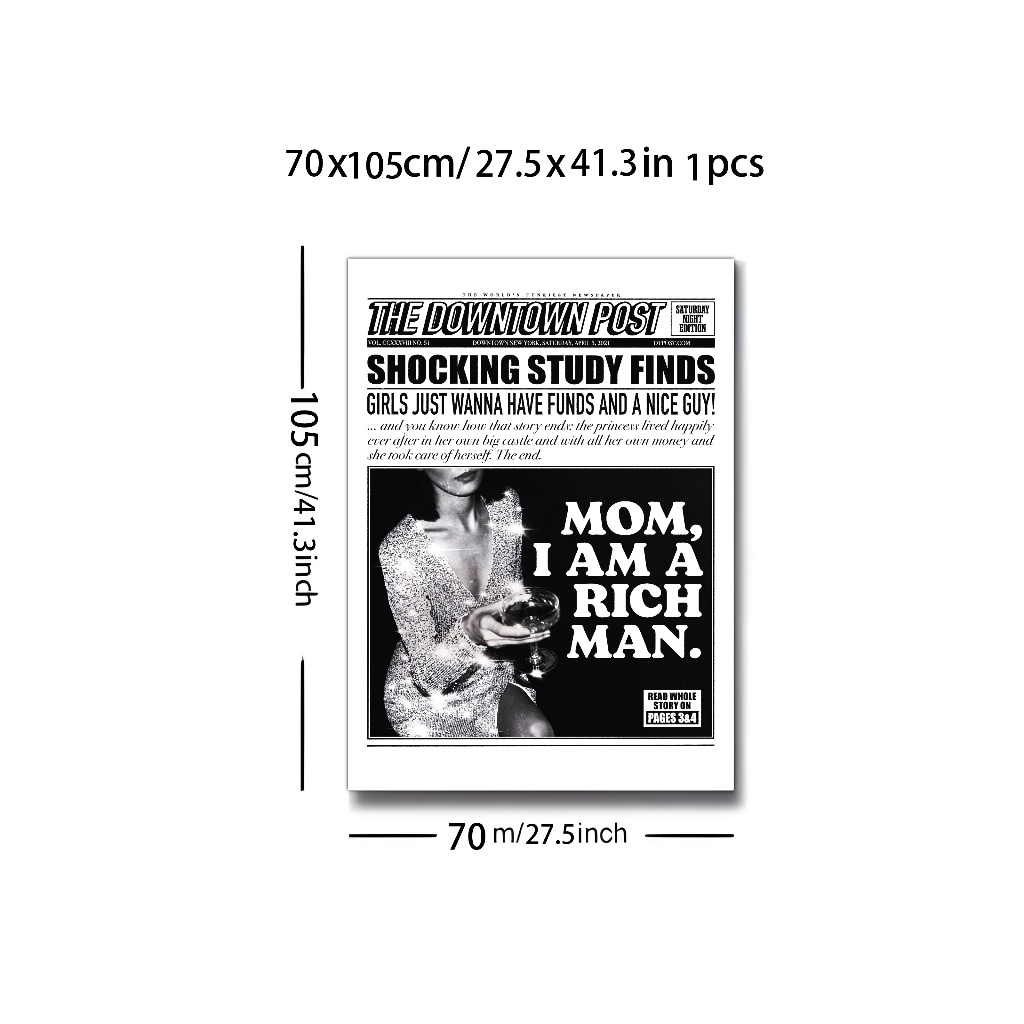 70x105cm/ 27.5x41.3in 1pcs
THE WORLD'S FUNKIEST NEWSPAPER
THE DOWNTOWN POST
SATURDAY
NIGHT
EDITION
VOL. CCXXXVIII NO. 51
DOWNTOWN NEW YORK, SATURDAY, APRIL 3, 2021
DTPOST.COM
SHOCKING STUDY FINDS
GIRLS JUST WANNA HAVE FUNDS AND A NICE GUY!
... and you know how that story ends: the princess lived happily
ever after in her own big castle and with all her own money and
she took care of herself. The end.
MOM,
I AM A
RICH
MAN.
READ WHOLE
STORY ON
PAGES 3&4
105cm/41.3inch
70 m/27.5inch